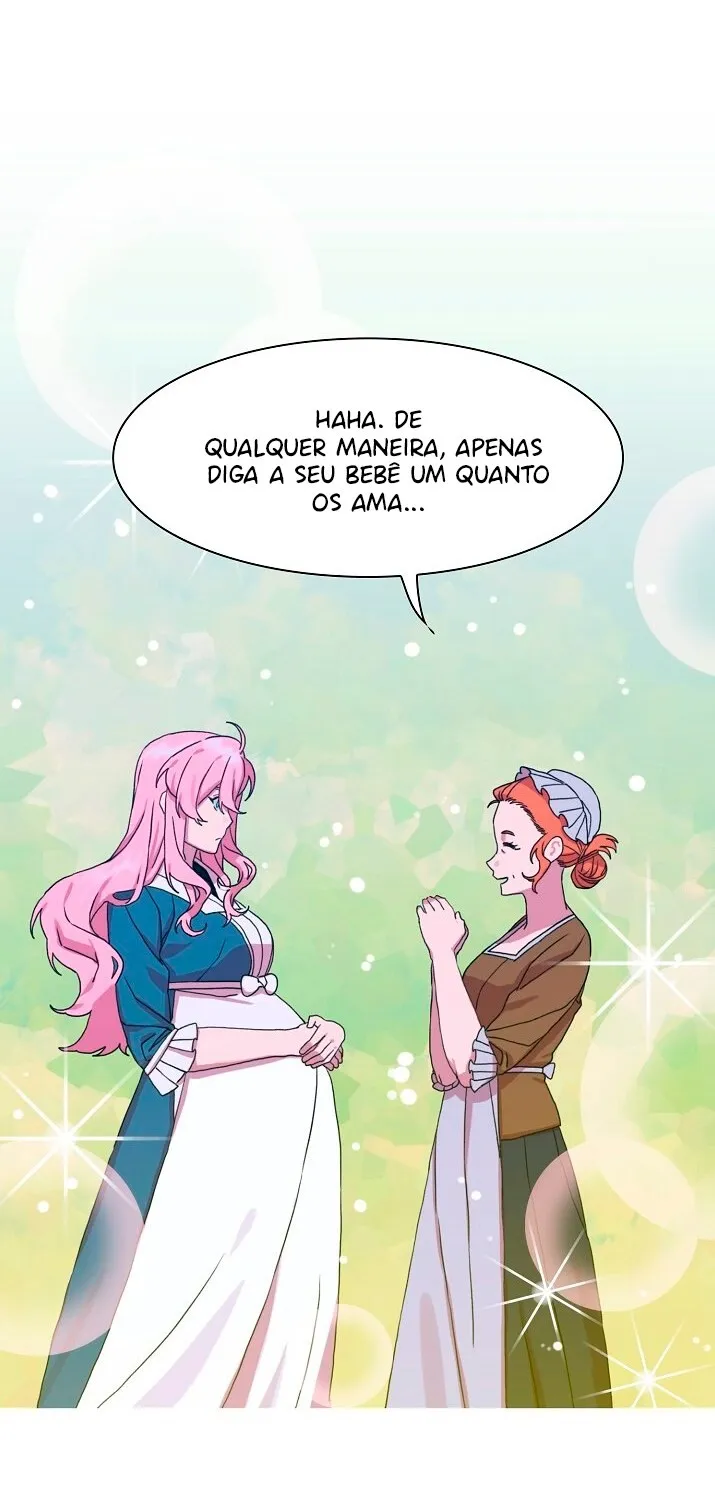 HAHA. DE
QUALQUER MANEIRA, APENAS
DIGA A SEU BEBÊ UM QUANTO
OS AMA...